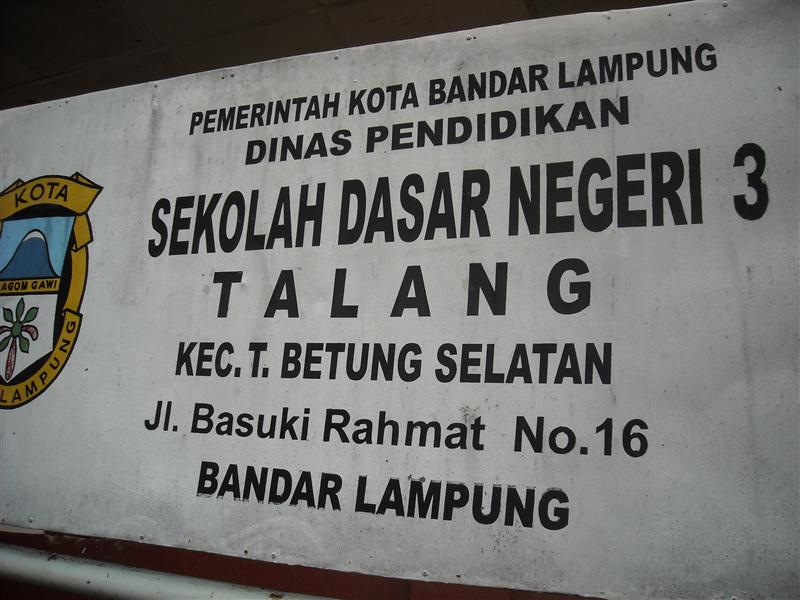 PEMERINTAH KOTA BANDAR LAMPUNG
DINAS PENDIDIKAN
SEKOLAH DASAR NEGERI 3
TALANG
KEC. T. BETUNG SELATAN
Jl. Basuki Rahmat No.16
BANDAR LAMPUNG
KOTA
AGOM GAWI
LAMPUNG